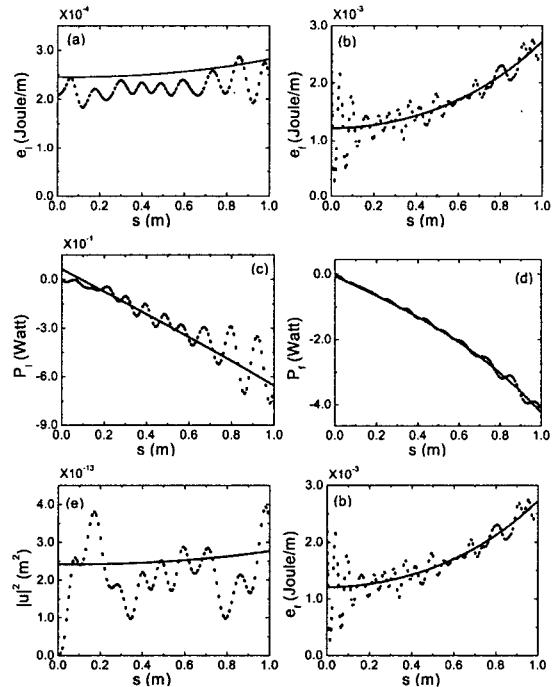 X10⁻⁴
(a)
3.0
2.0
1.0
0.0
e_l (Joule/m)
0.0 0.2 0.4 0.6 0.8 1.0
s (m)
X10⁻³
(b)
3.0
2.0
1.0
0.0
e_f (Joule/m)
0.0 0.2 0.4 0.6 0.8 1.0
s (m)
X10⁻¹
(c)
0.0
-3.0
-6.0
-9.0
P_l (Watt)
0.0 0.2 0.4 0.6 0.8 1.0
s (m)
(d)
0.0
-2.0
-4.0
P_f (Watt)
0.0 0.2 0.4 0.6 0.8 1.0
s (m)
X10⁻¹³
(e)
4.0
3.0
2.0
1.0
0.0
|u|² (m²)
0.0 0.2 0.4 0.6 0.8 1.0
s (m)
X10⁻³
(b)
3.0
2.0
1.0
0.0
e_f (Joule/m)
0.0 0.2 0.4 0.6 0.8 1.0
s (m)